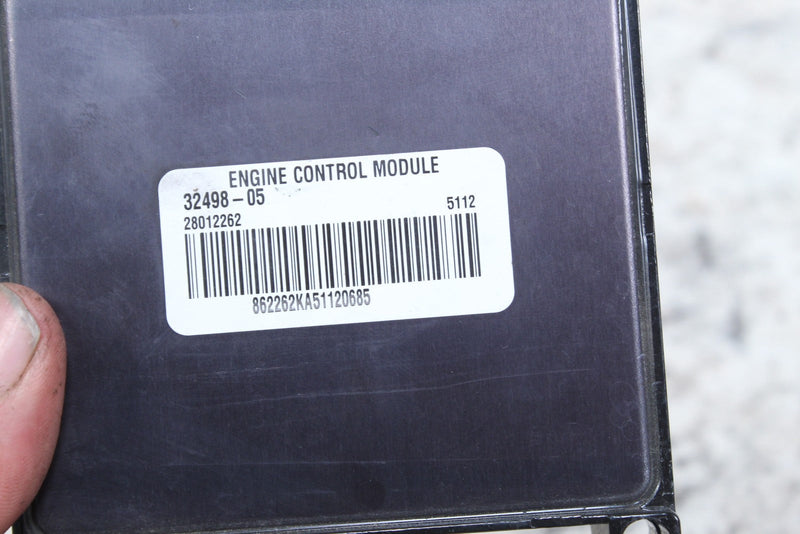 ENGINE CONTROL MODULE
32498-05
28012262 5112
862262KA51120685